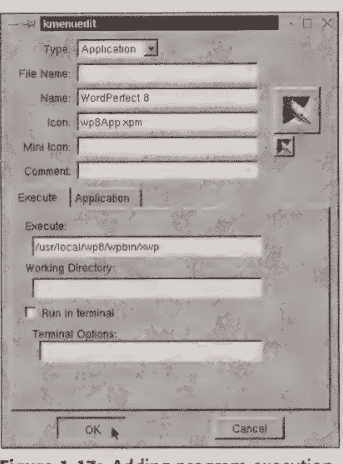 kmenuedit
Type: Application
File Name:
Name: WordPerfect 8
Icon: wp8App.xpm
Mini Icon:
Comment:
Execute Application
Execute:
/usr/local/wp8/wpbin/xwp
Working Directory:
Run in terminal
Terminal Options:
OK Cancel
Figure 1-17: Adding program execution